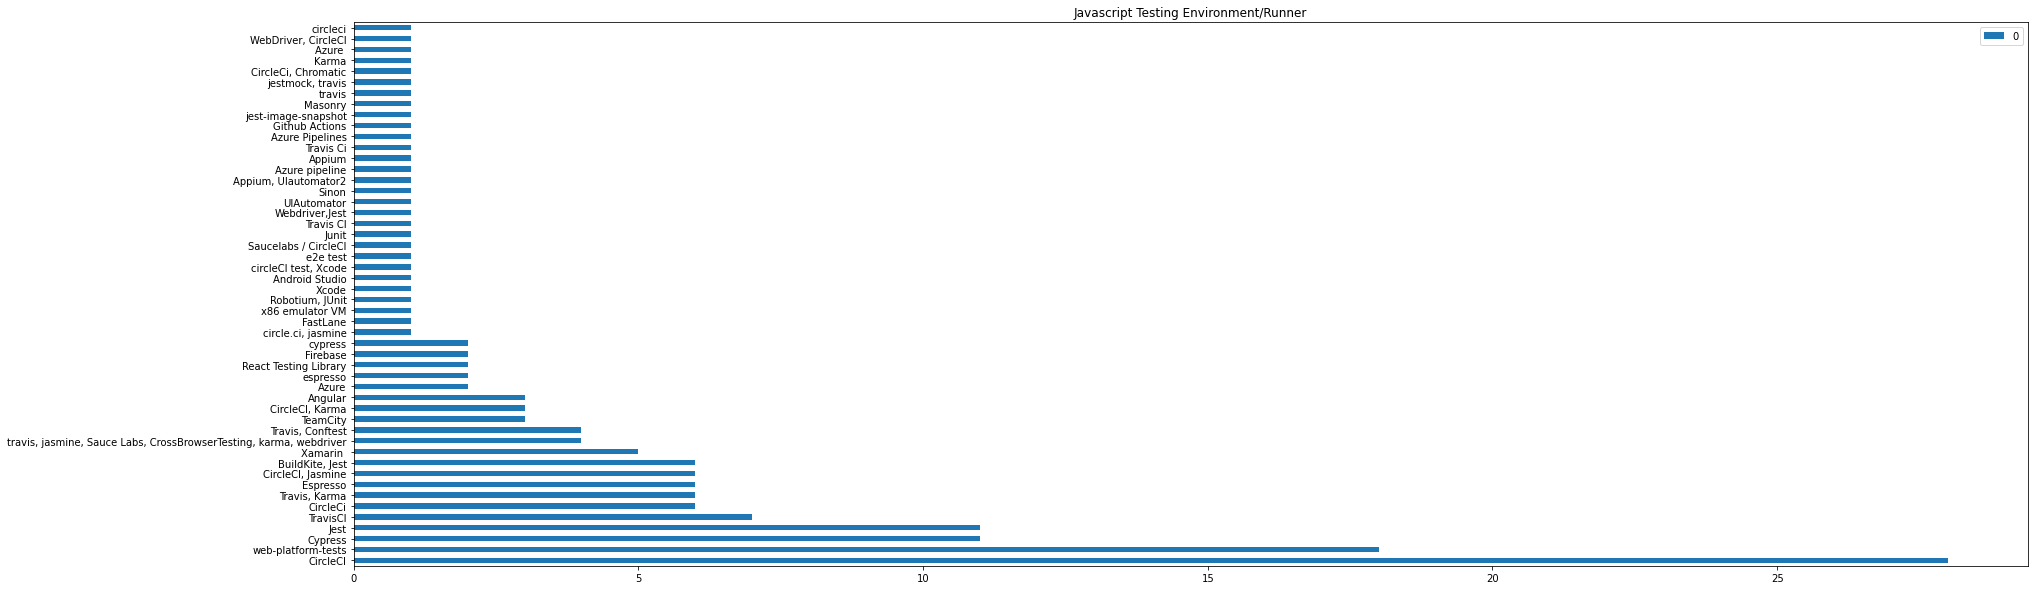 Javascript Testing Environment/Runner
0
circleci
WebDriver, CircleCI
Azure
Karma
CircleCi, Chromatic
jestmock, travis
travis
Masonry
jest-image-snapshot
Github Actions
Azure Pipelines
Travis Ci
Appium
Azure pipeline
Appium, UIautomator2
Sinon
UIAutomator
Webdriver,Jest
Travis CI
Junit
Saucelabs / CircleCI
e2e test
circleCI test, Xcode
Android Studio
Xcode
Robotium, JUnit
x86 emulator VM
FastLane
circle.ci, jasmine
cypress
Firebase
React Testing Library
espresso
Azure
Angular
CircleCI, Karma
TeamCity
Travis, Conftest
travis, jasmine, Sauce Labs, CrossBrowserTesting, karma, webdriver
Xamarin
BuildKite, Jest
CircleCI, Jasmine
Espresso
Travis, Karma
CircleCi
TravisCI
Jest
Cypress
web-platform-tests
CircleCI
0 5 10 15 20 25